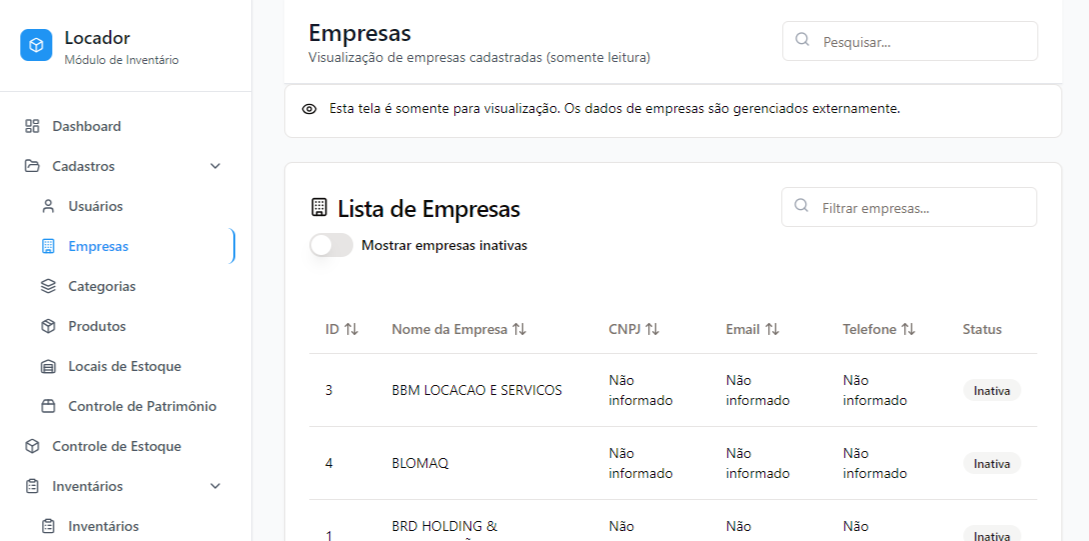 Locador
Módulo de Inventário
Dashboard
Cadastros
Usuários
Empresas
Categorias
Produtos
Locais de Estoque
Controle de Patrimônio
Controle de Estoque
Inventários
Inventários
Empresas
Visualização de empresas cadastradas (somente leitura)
Pesquisar...
Esta tela é somente para visualização. Os dados de empresas são gerenciados externamente.
Lista de Empresas
Filtrar empresas...
Mostrar empresas inativas
ID Nome da Empresa CNPJ Email Telefone Status
3 BBM LOCACAO E SERVICOS Não informado Não informado Não informado Inativa
4 BLOMAQ Não informado Não informado Não informado Inativa
1 BRD HOLDING & Não Não Não Inativa